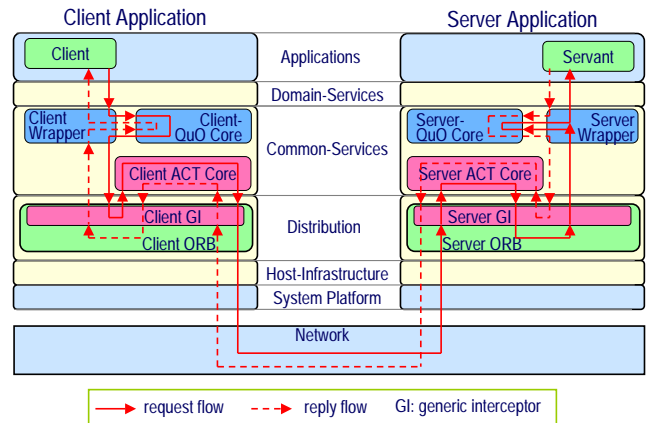 Client Application
Server Application
Client
Applications
Servant
Domain-Services
Client
Wrapper
Client-
QuO Core
Common-Services
Server-
QuO Core
Server
Wrapper
Client ACT Core
Server ACT Core
Client GI
Client ORB
Distribution
Server GI
Server ORB
Host-Infrastructure
System Platform
Network
request flow
reply flow
GI: generic interceptor